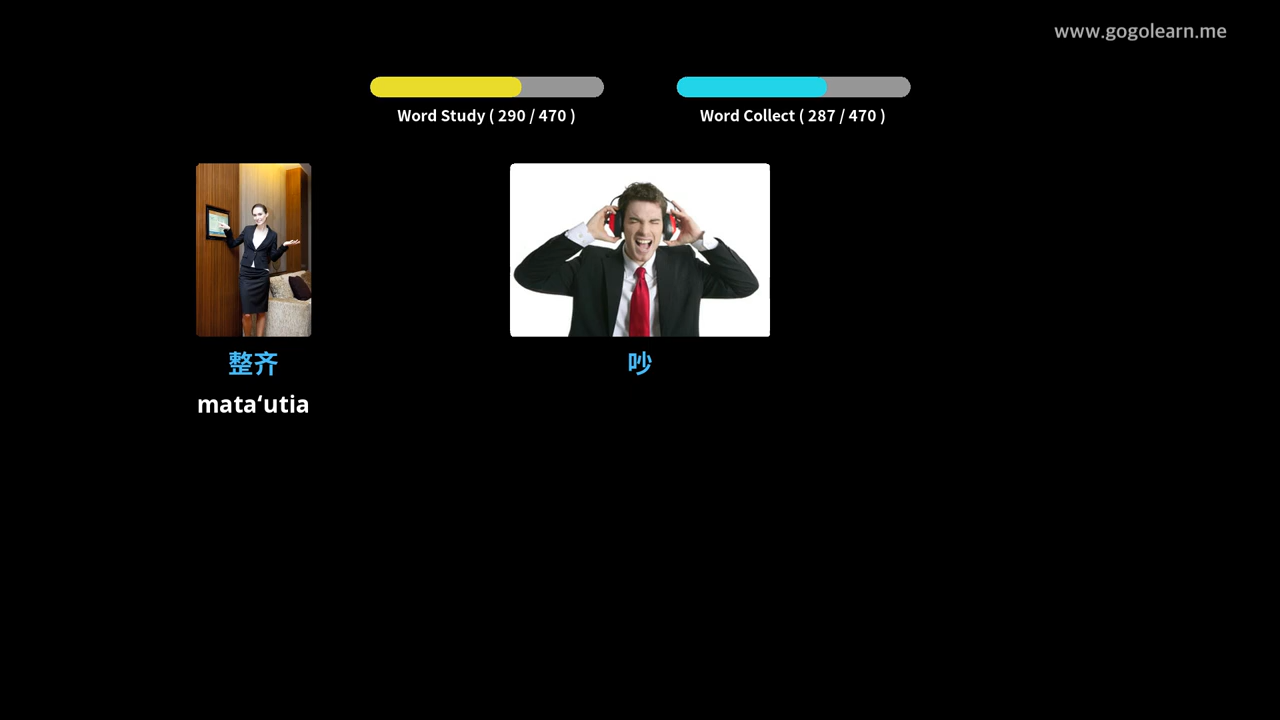 www.gogolearn.me
Word Study ( 290 / 470 )
Word Collect ( 287 / 470 )
整齐
吵
mata‘utia